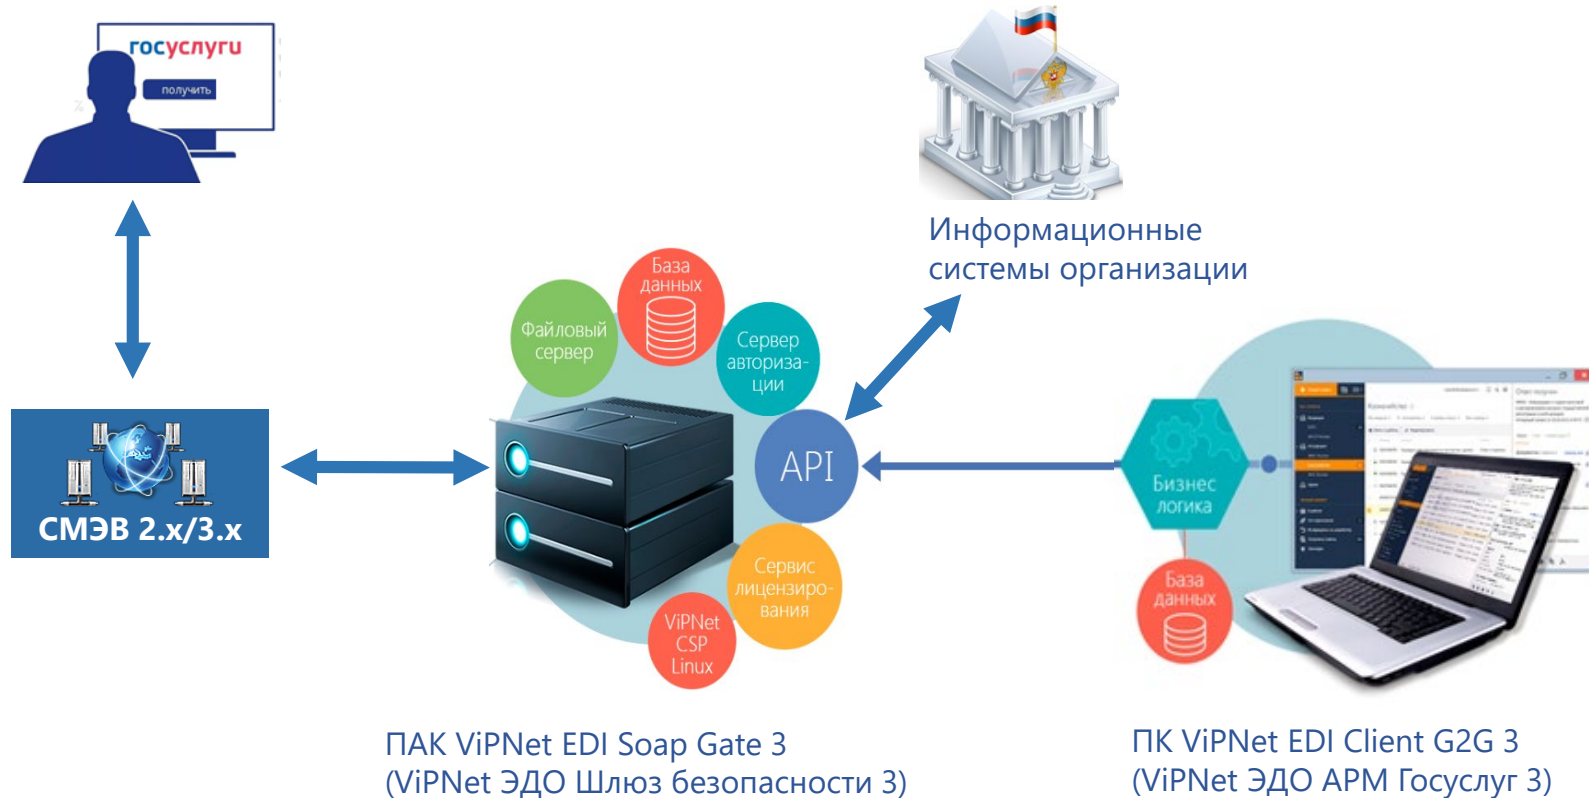 госуслуги
получить
Информационные
системы организации
База
данных
Файловый
сервер
Сервер
авториза-
ции
API
СМЭВ 2.x/3.x
Сервис
лицензиро-
вания
ViPNet
CSP
Linux
Бизнес
логика
База
данных
ПАК ViPNet EDI Soap Gate 3
(ViPNet ЭДО Шлюз безопасности 3)
ПК ViPNet EDI Client G2G 3
(ViPNet ЭДО АРМ Госуслуг 3)